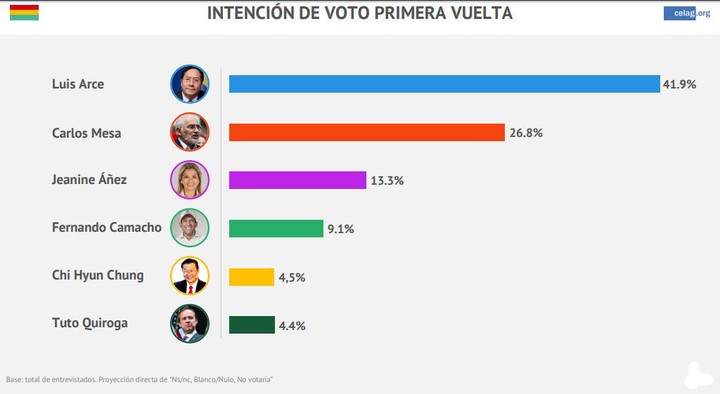 INTENCIÓN DE VOTO PRIMERA VUELTA
celag.org
Luis Arce 41.9%
Carlos Mesa 26.8%
Jeanine Áñez 13.3%
Fernando Camacho 9.1%
Chi Hyun Chung 4,5%
Tuto Quiroga 4.4%
Base: total de entrevistados. Proyección directa de "Ns/nc, Blanco/Nulo, No votaría"